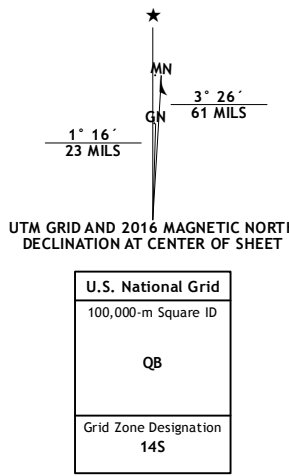 ★
MN
GN
3° 26´
61 MILS
1° 16´
23 MILS
UTM GRID AND 2016 MAGNETIC NORTH
DECLINATION AT CENTER OF SHEET
U.S. National Grid
100,000-m Square ID
QB
Grid Zone Designation
14S